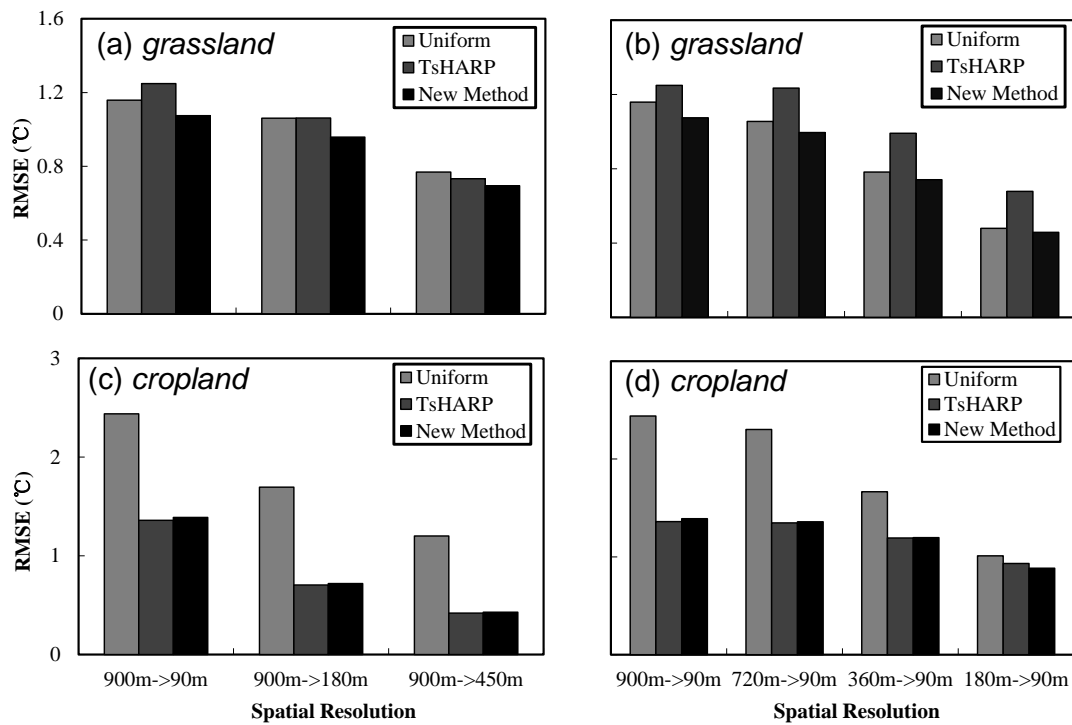 (a) grassland
Uniform
TsHARP
New Method
1.6
1.2
0.8
0.4
0
RMSE (℃)
(b) grassland
Uniform
TsHARP
New Method
(c) cropland
Uniform
TsHARP
New Method
3
2
1
0
RMSE (℃)
900m->90m 900m->180m 900m->450m
Spatial Resolution
(d) cropland
Uniform
TsHARP
New Method
900m->90m 720m->90m 360m->90m 180m->90m
Spatial Resolution